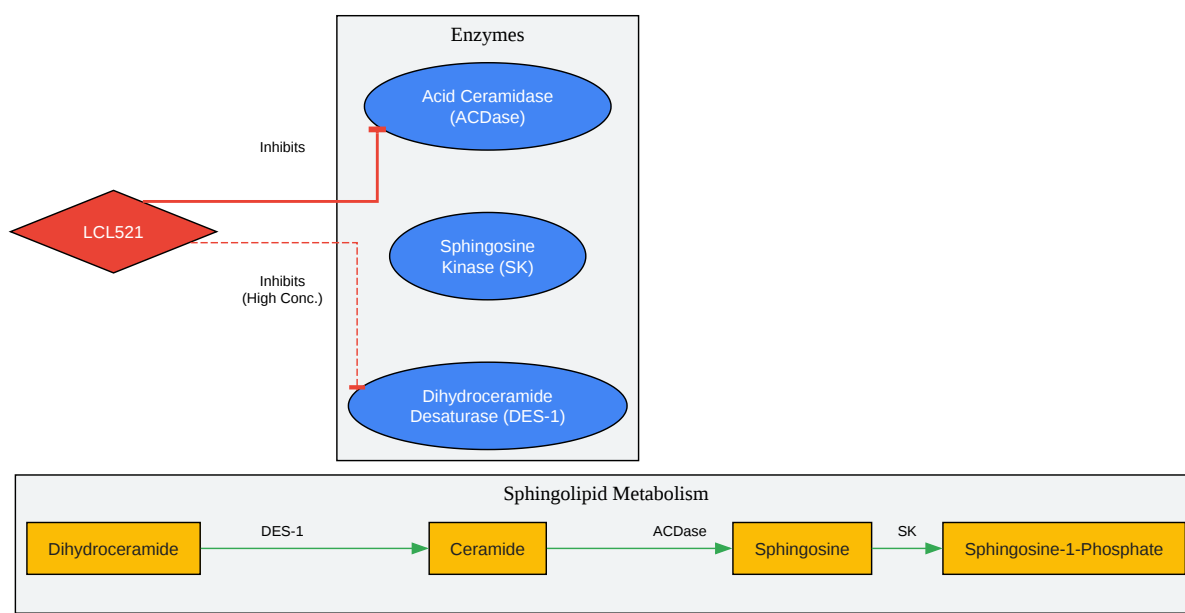 Enzymes
Acid Ceramidase
(ACDase)
Inhibits
LCL521
Sphingosine
Kinase (SK)
Inhibits
(High Conc.)
Dihydroceramide
Desaturase (DES-1)
Sphingolipid Metabolism
Dihydroceramide
DES-1
Ceramide
ACDase
Sphingosine
SK
Sphingosine-1-Phosphate